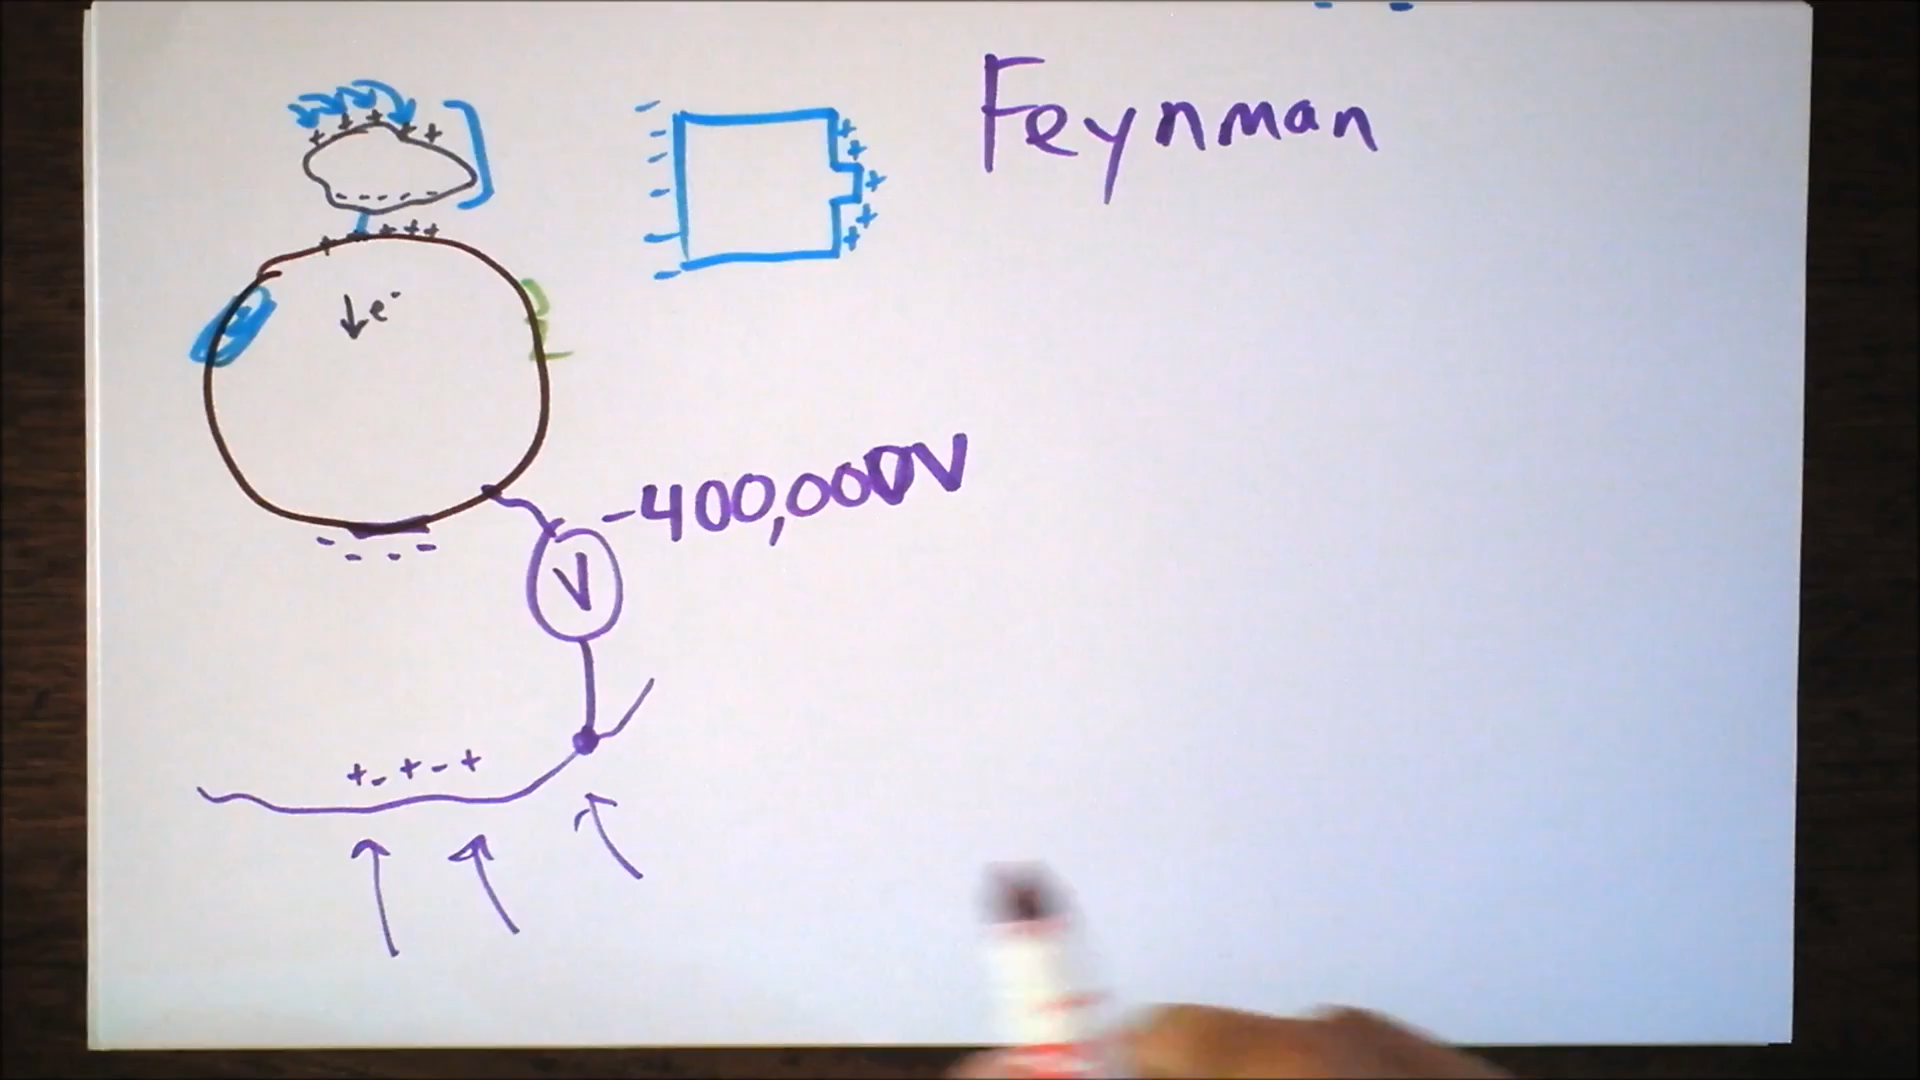 Feynman
e⁻
-400,000V
V
+-+-+